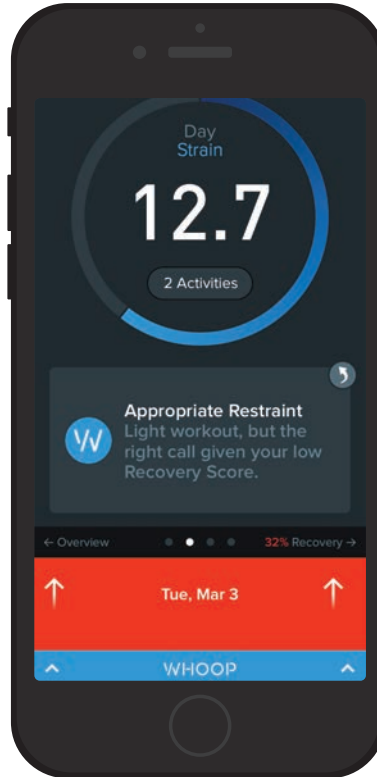 Day
Strain
12.7
2 Activities
Appropriate Restraint
Light workout, but the
right call given your low
Recovery Score.
← Overview 32% Recovery →
Tue, Mar 3
WHOOP